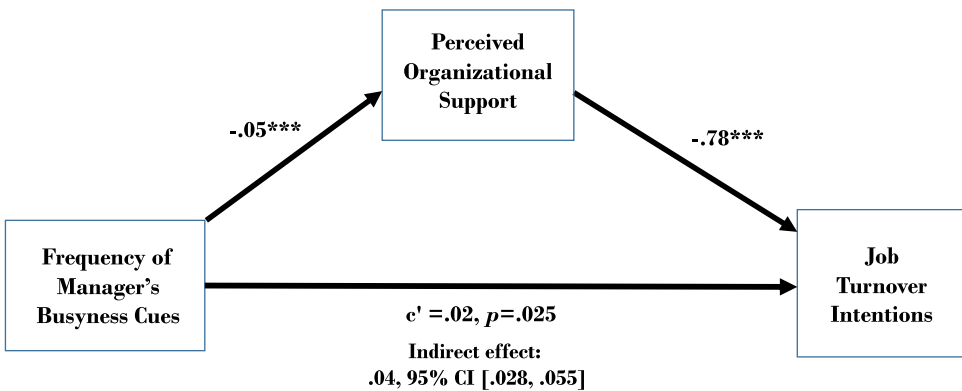 Perceived
Organizational
Support
-.05***
-.78***
Frequency of
Manager's
Busyness Cues
Job
Turnover
Intentions
c' =.02, p=.025
Indirect effect:
.04, 95% CI [.028, .055]